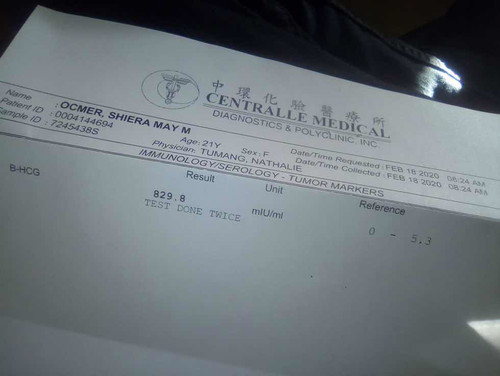 中環化驗醫療所
CENTRALLE MEDICAL
DIAGNOSTICS & POLYCLINIC. INC.
Name : OCMER, SHIERA MAY M
Patient ID : 0004144694 Age: 21Y Sex: F Date/Time Requested: FEB 18 2020 08:24 AM
Sample ID : 7245438S Physician: TUMANG, NATHALIE Date/Time Collected: FEB 18 2020 08:24 AM
IMMUNOLOGY/SEROLOGY - TUMOR MARKERS
Result Unit Reference
B-HCG 829.8 mIU/ml 0 - 5.3
TEST DONE TWICE